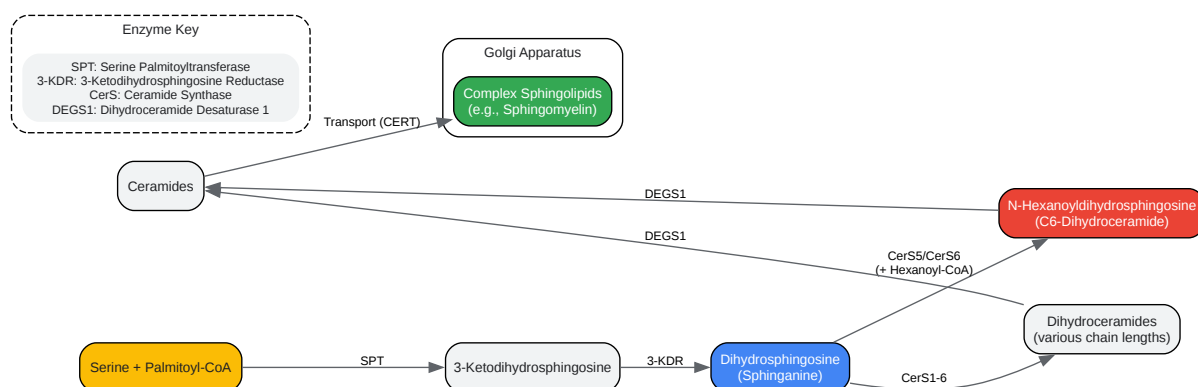 Enzyme Key
SPT: Serine Palmitoyltransferase
3-KDR: 3-Ketodihydrosphingosine Reductase
CerS: Ceramide Synthase
DEGS1: Dihydroceramide Desaturase 1
Golgi Apparatus
Complex Sphingolipids
(e.g., Sphingomyelin)
Transport (CERT)
Ceramides
DEGS1
N-Hexanoyldihydrosphingosine
(C6-Dihydroceramide)
DEGS1
CerS5/CerS6
(+ Hexanoyl-CoA)
Dihydroceramides
(various chain lengths)
Serine + Palmitoyl-CoA
SPT
3-Ketodihydrosphingosine
3-KDR
Dihydrosphingosine
(Sphinganine)
CerS1-6